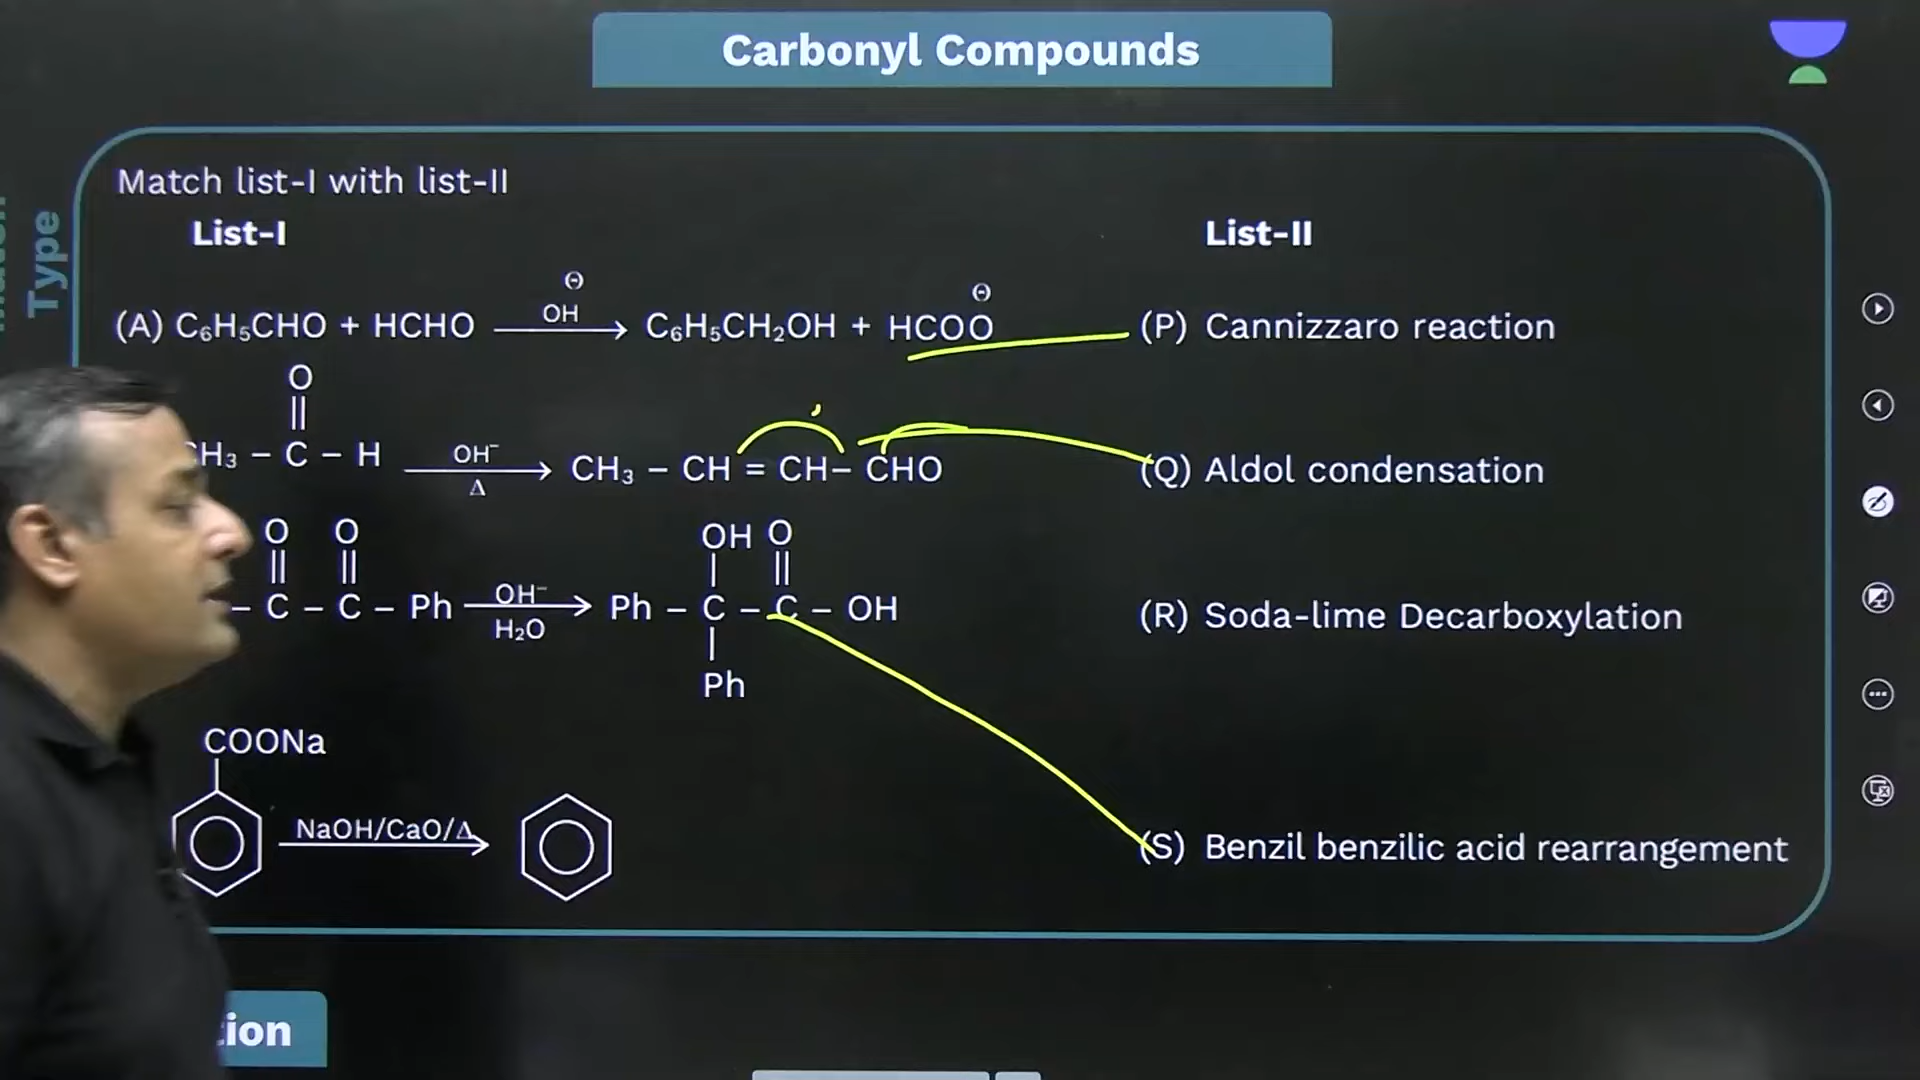 Carbonyl Compounds
Type
Match list-I with list-II
List-I
List-II
(A) C₆H₅CHO + HCHO —OH^Θ→ C₆H₅CH₂OH + HCOO^Θ
(P) Cannizzaro reaction
O
||
H₃ – C – H —OH⁻/Δ→ CH₃ – CH = CH– CHO
(Q) Aldol condensation
O O OH O
|| || | ||
– C – C – Ph —OH⁻/H₂O→ Ph – C – C – OH
|
Ph
(R) Soda-lime Decarboxylation
COONa
NaOH/CaO/Δ
(S) Benzil benzilic acid rearrangement
tion